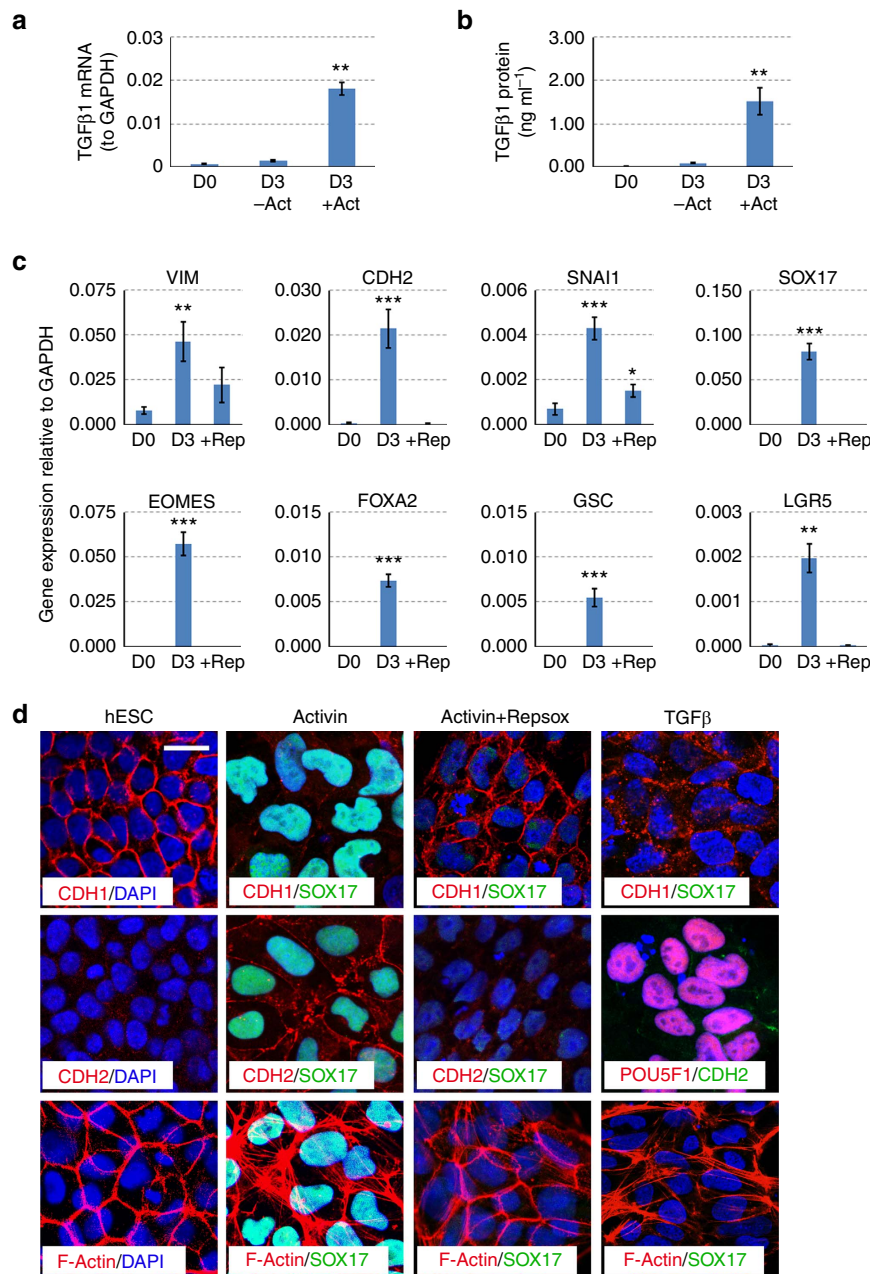 a
TGFβ1 mRNA
(to GAPDH)
0.03
0.02
0.01
0
**
D0
D3
–Act
D3
+Act
b
TGFβ1 protein
(ng ml⁻¹)
3.00
2.00
1.00
0.00
**
D0
D3
–Act
D3
+Act
c
Gene expression relative to GAPDH
VIM
0.075
0.050
0.025
0.000
**
D0 D3 +Rep
CDH2
0.030
0.020
0.010
0.000
***
D0 D3 +Rep
SNAI1
0.006
0.004
0.002
0.000
***
*
D0 D3 +Rep
SOX17
0.150
0.100
0.050
0.000
***
D0 D3 +Rep
EOMES
0.075
0.050
0.025
0.000
***
D0 D3 +Rep
FOXA2
0.015
0.010
0.005
0.000
***
D0 D3 +Rep
GSC
0.015
0.010
0.005
0.000
***
D0 D3 +Rep
LGR5
0.003
0.002
0.001
0.000
**
D0 D3 +Rep
d
hESC Activin Activin+Repsox TGFβ
CDH1/DAPI CDH1/SOX17 CDH1/SOX17 CDH1/SOX17
CDH2/DAPI CDH2/SOX17 CDH2/SOX17 POU5F1/CDH2
F-Actin/DAPI F-Actin/SOX17 F-Actin/SOX17 F-Actin/SOX17